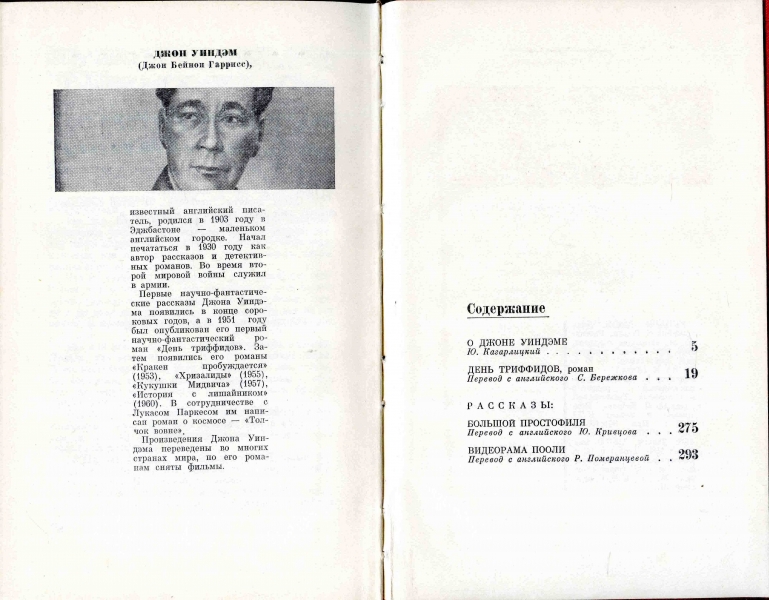 ДЖОН УИНДЭМ
(Джон Бейнон Гаррисс),
известный английский писа-
тель, родился в 1903 году в
Эджбастоне — маленьком
английском городке. Начал
печататься в 1930 году как
автор рассказов и детектив-
ных романов. Во время вто-
рой мировой войны служил
в армии.
Первые научно-фантастиче-
ские рассказы Джона Уиндэ-
ма появились в конце соро-
ковых годов, а в 1951 году
был опубликован его первый
научно-фантастический ро-
ман «День триффидов». За-
тем появились его романы
«Кракен пробуждается»
(1953), «Хризалиды» (1955),
«Кукушки Мидвича» (1957),
«История с лишайником»
(1960). В сотрудничестве с
Лукасом Паркесом им напи-
сан роман о космосе — «Тол-
чок вовне».
Произведения Джона Уин-
дэма переведены во многих
странах мира, по его рома-
нам сняты фильмы.
Содержание
О ДЖОНЕ УИНДЭМЕ
Ю. Кагарлицкий . . . . . . . . . . . 5
ДЕНЬ ТРИФФИДОВ, роман
Перевод с английского С. Бережкова . . . 19
РАССКАЗЫ:
БОЛЬШОЙ ПРОСТОФИЛЯ
Перевод с английского Ю. Кривцова . . . 275
ВИДЕОРАМА ПООЛИ
Перевод с английского Р. Померанцевой . . 293